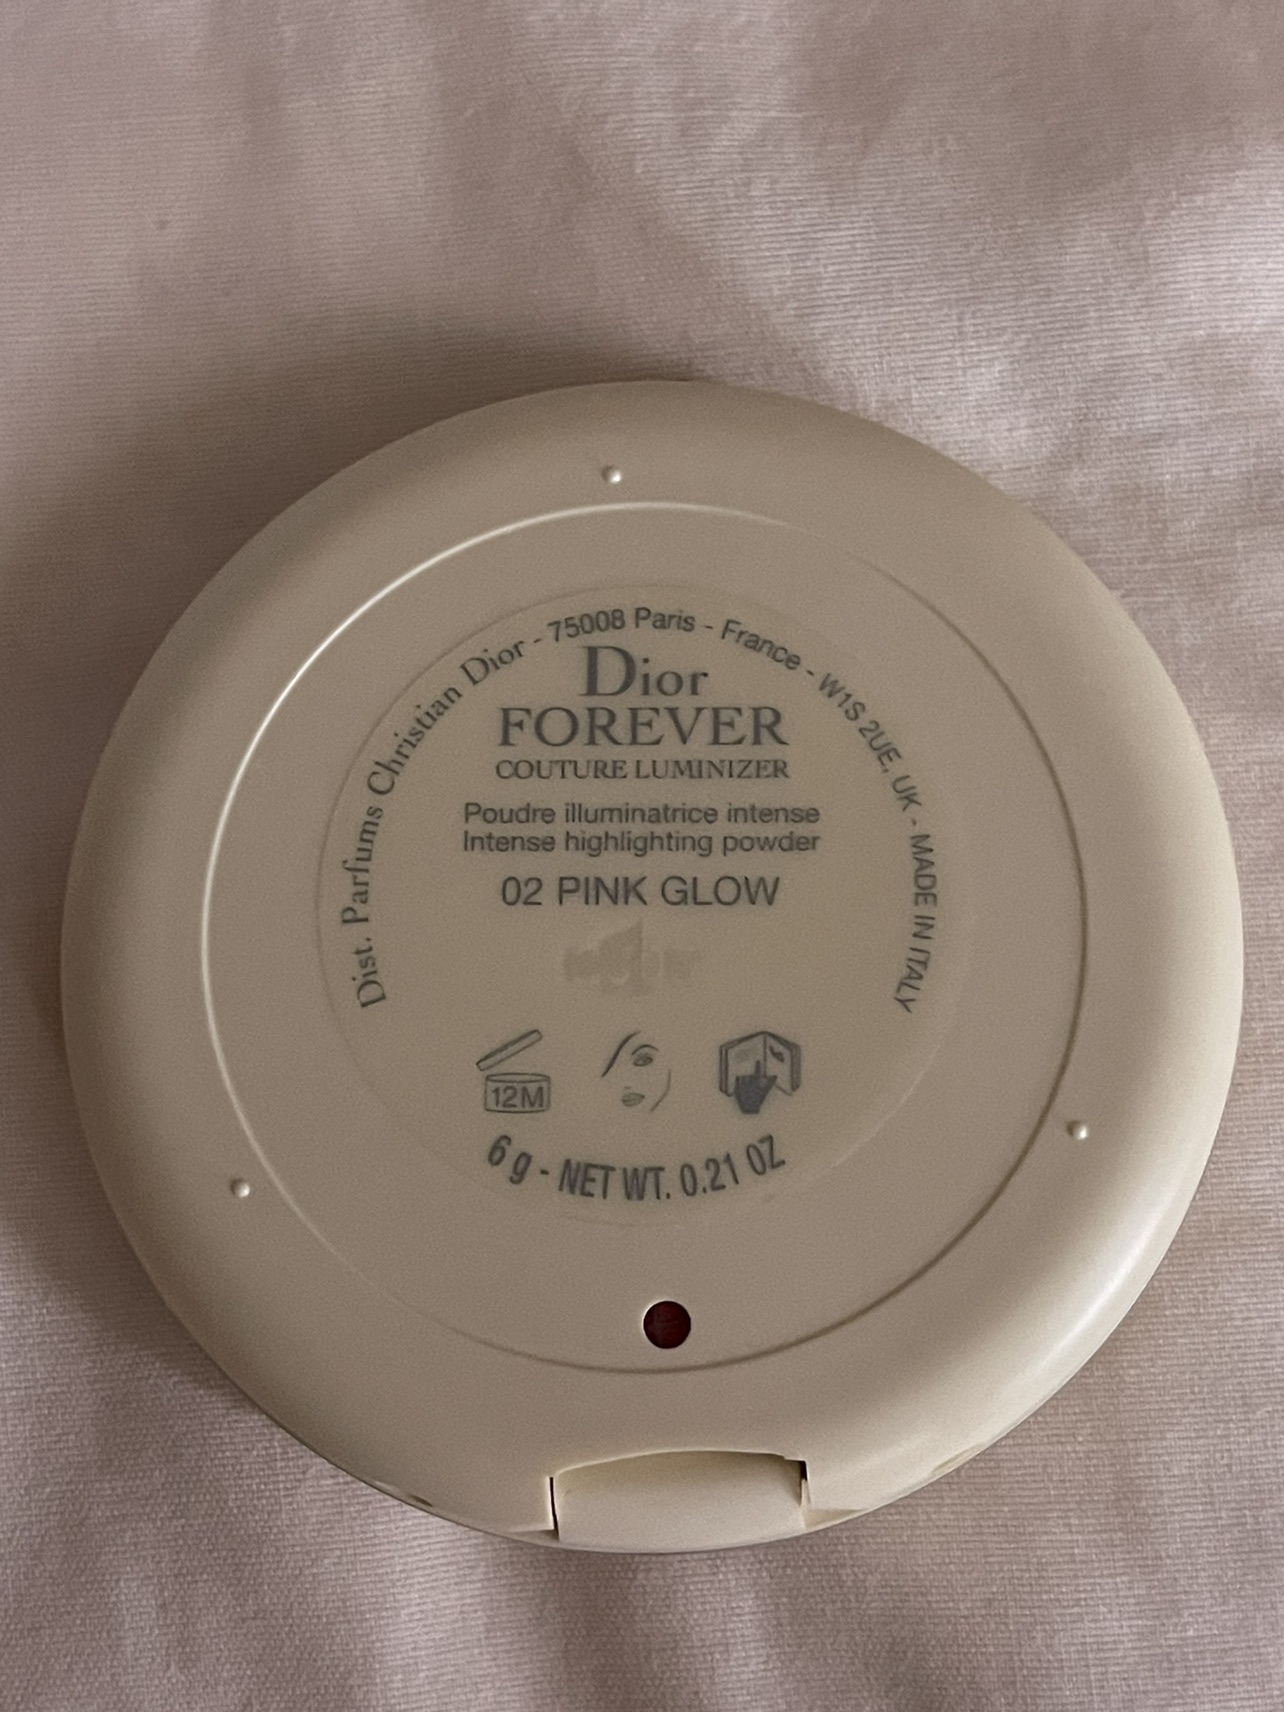 Dist. Parfums Christian Dior - 75008 Paris - France - W1S 2UE, UK - MADE IN ITALY
Dior
FOREVER
COUTURE LUMINIZER
Poudre illuminatrice intense
Intense highlighting powder
02 PINK GLOW
12M
6 g - NET WT. 0.21 OZ